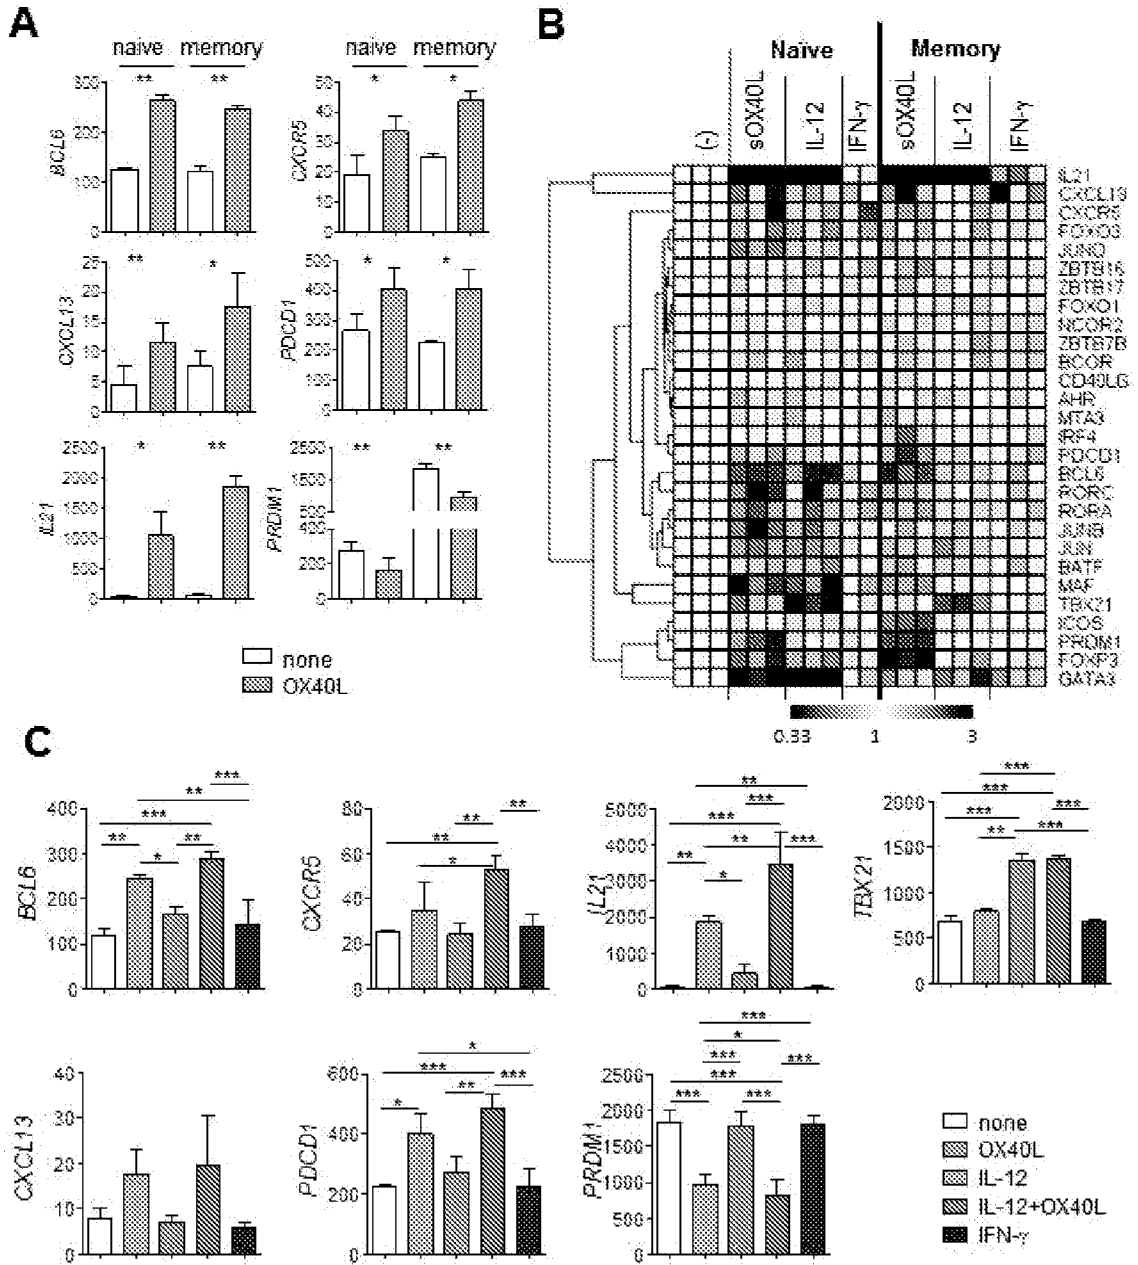 A
naive memory
naive memory
BCL6
300
200
100
0
** **
CXCR5
50
40
30
20
10
0
* *
CXCL13
25
20
15
10
5
0
** *
PDCD1
500
400
300
200
100
0
* *
IL21
2500
2000
1500
1000
500
0
* **
PRDM1
2500
1500
500
400
200
0
** **
none
OX40L
B
Naive Memory
(-) sOX40L IL-12 IFN-γ sOX40L IL-12 IFN-γ
IL21
CXCL13
CXCR5
FOXO3
JUND
ZBTB16
ZBTB17
FOXO1
NCOR2
ZBTB7B
BCOR
CD40LG
AHR
MTA3
IRF4
PDCD1
BCL6
RORC
RORA
JUNB
JUN
BATF
MAF
TBX21
ICOS
PRDM1
FOXP3
GATA3
0.33 1 3
C
BCL6
400
300
200
100
0
***
**
***
** **
*
CXCR5
80
60
40
20
0
**
**
**
*
IL21
5000
4000
3000
2000
1000
0
**
***
***
** ***
**
*
TBX21
2000
1500
1000
500
0
***
***
***
*** ***
**
CXCL13
40
30
20
10
0
PDCD1
600
400
200
0
*
***
***
**
*
PRDM1
2500
2000
1500
1000
500
0
***
*
*** ***
***
*** ***
none
OX40L
IL-12
IL-12+OX40L
IFN-γ